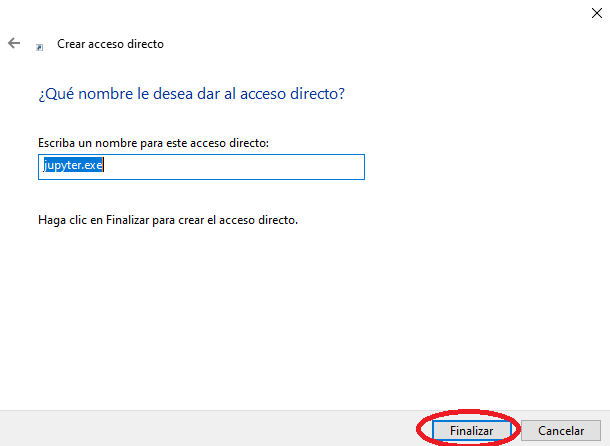 Crear acceso directo
¿Qué nombre le desea dar al acceso directo?
Escriba un nombre para este acceso directo:
jupyter.exe
Haga clic en Finalizar para crear el acceso directo.
Finalizar
Cancelar